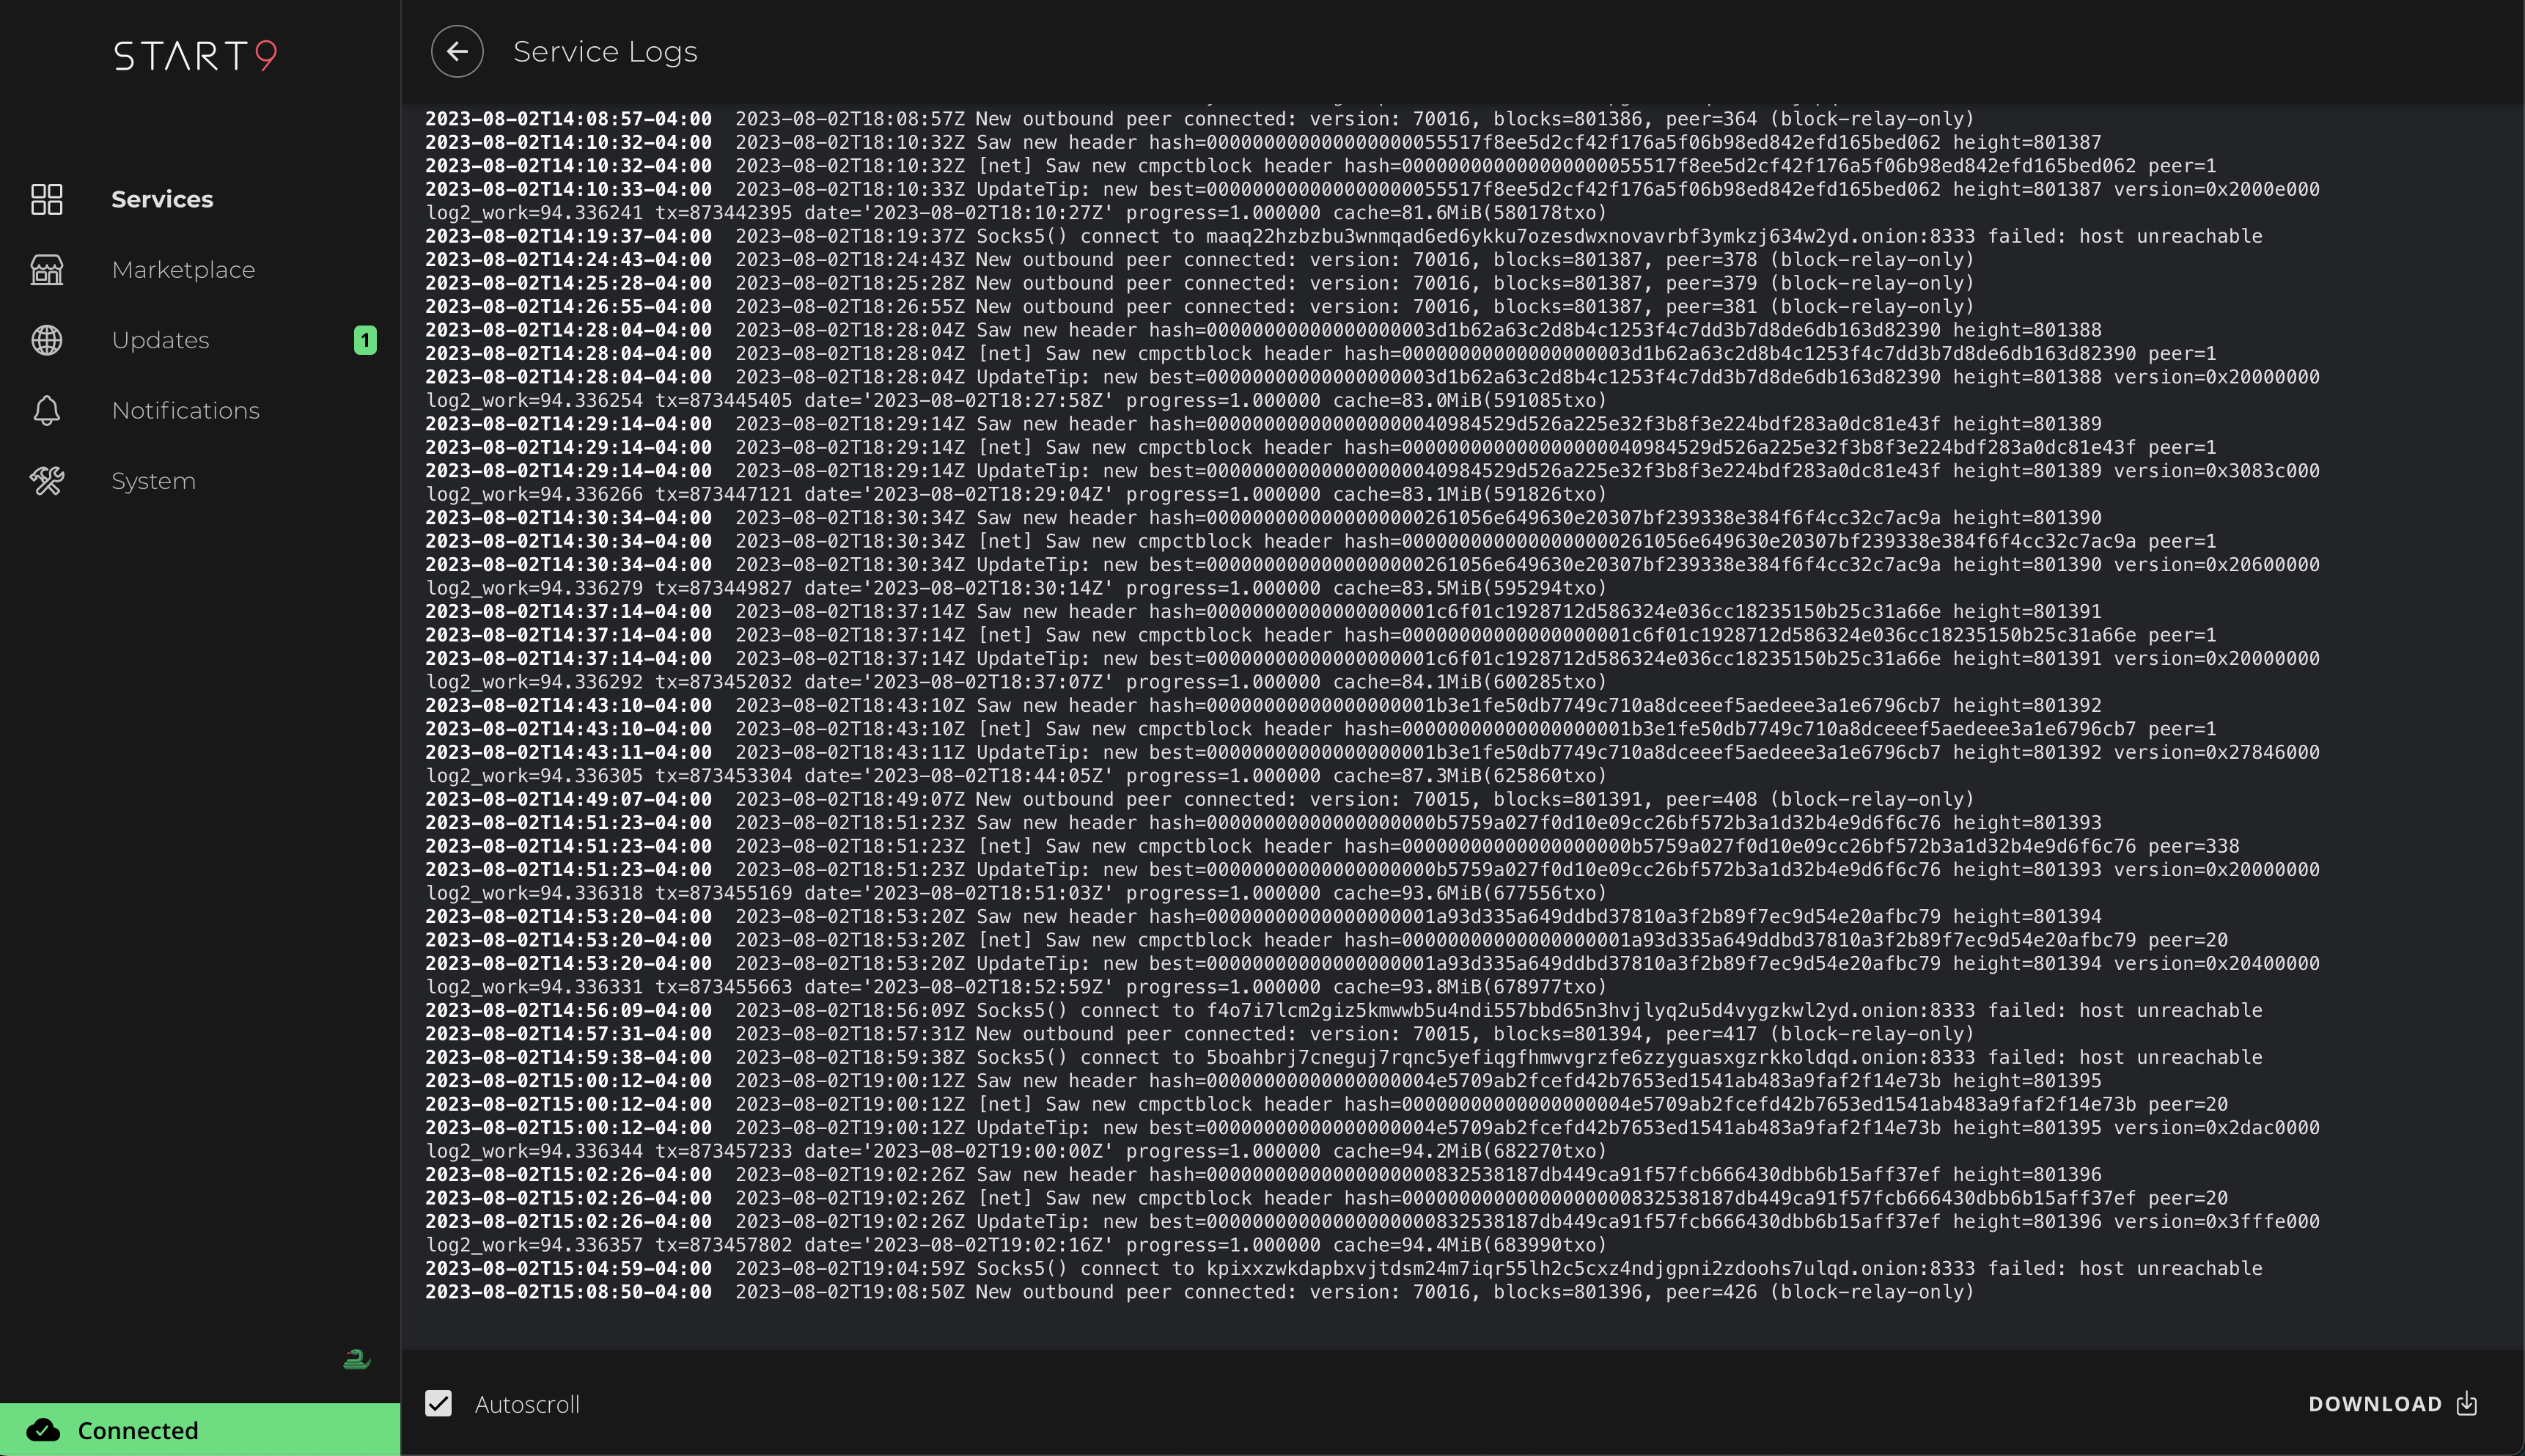 START9
Service Logs
Services
Marketplace
Updates 1
Notifications
System
2023-08-02T14:08:57-04:00 2023-08-02T18:08:57Z New outbound peer connected: version: 70016, blocks=801386, peer=364 (block-relay-only)
2023-08-02T14:10:32-04:00 2023-08-02T18:10:32Z Saw new header hash=000000000000000000055517f8ee5d2cf42f176a5f06b98ed842efd165bed062 height=801387
2023-08-02T14:10:32-04:00 2023-08-02T18:10:32Z [net] Saw new cmpctblock header hash=000000000000000000055517f8ee5d2cf42f176a5f06b98ed842efd165bed062 peer=1
2023-08-02T14:10:33-04:00 2023-08-02T18:10:33Z UpdateTip: new best=000000000000000000055517f8ee5d2cf42f176a5f06b98ed842efd165bed062 height=801387 version=0x2000e000
log2_work=94.336241 tx=873442395 date='2023-08-02T18:10:27Z' progress=1.000000 cache=81.6MiB(580178txo)
2023-08-02T14:19:37-04:00 2023-08-02T18:19:37Z Socks5() connect to maaq22hzbzbu3wnmqad6ed6ykku7ozesdwxnovavrbf3ymkzj634w2yd.onion:8333 failed: host unreachable
2023-08-02T14:24:43-04:00 2023-08-02T18:24:43Z New outbound peer connected: version: 70016, blocks=801387, peer=378 (block-relay-only)
2023-08-02T14:25:28-04:00 2023-08-02T18:25:28Z New outbound peer connected: version: 70016, blocks=801387, peer=379 (block-relay-only)
2023-08-02T14:26:55-04:00 2023-08-02T18:26:55Z New outbound peer connected: version: 70016, blocks=801387, peer=381 (block-relay-only)
2023-08-02T14:28:04-04:00 2023-08-02T18:28:04Z Saw new header hash=00000000000000000003d1b62a63c2d8b4c1253f4c7dd3b7d8de6db163d82390 height=801388
2023-08-02T14:28:04-04:00 2023-08-02T18:28:04Z [net] Saw new cmpctblock header hash=00000000000000000003d1b62a63c2d8b4c1253f4c7dd3b7d8de6db163d82390 peer=1
2023-08-02T14:28:04-04:00 2023-08-02T18:28:04Z UpdateTip: new best=00000000000000000003d1b62a63c2d8b4c1253f4c7dd3b7d8de6db163d82390 height=801388 version=0x20000000
log2_work=94.336254 tx=873445405 date='2023-08-02T18:27:58Z' progress=1.000000 cache=83.0MiB(591085txo)
2023-08-02T14:29:14-04:00 2023-08-02T18:29:14Z Saw new header hash=000000000000000000040984529d526a225e32f3b8f3e224bdf283a0dc81e43f height=801389
2023-08-02T14:29:14-04:00 2023-08-02T18:29:14Z [net] Saw new cmpctblock header hash=000000000000000000040984529d526a225e32f3b8f3e224bdf283a0dc81e43f peer=1
2023-08-02T14:29:14-04:00 2023-08-02T18:29:14Z UpdateTip: new best=000000000000000000040984529d526a225e32f3b8f3e224bdf283a0dc81e43f height=801389 version=0x3083c000
log2_work=94.336266 tx=873447121 date='2023-08-02T18:29:04Z' progress=1.000000 cache=83.1MiB(591826txo)
2023-08-02T14:30:34-04:00 2023-08-02T18:30:34Z Saw new header hash=0000000000000000000261056e649630e20307bf239338e384f6f4cc32c7ac9a height=801390
2023-08-02T14:30:34-04:00 2023-08-02T18:30:34Z [net] Saw new cmpctblock header hash=0000000000000000000261056e649630e20307bf239338e384f6f4cc32c7ac9a peer=1
2023-08-02T14:30:34-04:00 2023-08-02T18:30:34Z UpdateTip: new best=0000000000000000000261056e649630e20307bf239338e384f6f4cc32c7ac9a height=801390 version=0x20600000
log2_work=94.336279 tx=873449827 date='2023-08-02T18:30:14Z' progress=1.000000 cache=83.5MiB(595294txo)
2023-08-02T14:37:14-04:00 2023-08-02T18:37:14Z Saw new header hash=00000000000000000001c6f01c1928712d586324e036cc18235150b25c31a66e height=801391
2023-08-02T14:37:14-04:00 2023-08-02T18:37:14Z [net] Saw new cmpctblock header hash=00000000000000000001c6f01c1928712d586324e036cc18235150b25c31a66e peer=1
2023-08-02T14:37:14-04:00 2023-08-02T18:37:14Z UpdateTip: new best=00000000000000000001c6f01c1928712d586324e036cc18235150b25c31a66e height=801391 version=0x20000000
log2_work=94.336292 tx=873452032 date='2023-08-02T18:37:07Z' progress=1.000000 cache=84.1MiB(600285txo)
2023-08-02T14:43:10-04:00 2023-08-02T18:43:10Z Saw new header hash=00000000000000000001b3e1fe50db7749c710a8dceeef5aedeee3a1e6796cb7 height=801392
2023-08-02T14:43:10-04:00 2023-08-02T18:43:10Z [net] Saw new cmpctblock header hash=00000000000000000001b3e1fe50db7749c710a8dceeef5aedeee3a1e6796cb7 peer=1
2023-08-02T14:43:11-04:00 2023-08-02T18:43:11Z UpdateTip: new best=00000000000000000001b3e1fe50db7749c710a8dceeef5aedeee3a1e6796cb7 height=801392 version=0x27846000
log2_work=94.336305 tx=873453304 date='2023-08-02T18:44:05Z' progress=1.000000 cache=87.3MiB(625860txo)
2023-08-02T14:49:07-04:00 2023-08-02T18:49:07Z New outbound peer connected: version: 70015, blocks=801391, peer=408 (block-relay-only)
2023-08-02T14:51:23-04:00 2023-08-02T18:51:23Z Saw new header hash=00000000000000000000b5759a027f0d10e09cc26bf572b3a1d32b4e9d6f6c76 height=801393
2023-08-02T14:51:23-04:00 2023-08-02T18:51:23Z [net] Saw new cmpctblock header hash=00000000000000000000b5759a027f0d10e09cc26bf572b3a1d32b4e9d6f6c76 peer=338
2023-08-02T14:51:23-04:00 2023-08-02T18:51:23Z UpdateTip: new best=00000000000000000000b5759a027f0d10e09cc26bf572b3a1d32b4e9d6f6c76 height=801393 version=0x20000000
log2_work=94.336318 tx=873455169 date='2023-08-02T18:51:03Z' progress=1.000000 cache=93.6MiB(677556txo)
2023-08-02T14:53:20-04:00 2023-08-02T18:53:20Z Saw new header hash=00000000000000000001a93d335a649ddbd37810a3f2b89f7ec9d54e20afbc79 height=801394
2023-08-02T14:53:20-04:00 2023-08-02T18:53:20Z [net] Saw new cmpctblock header hash=00000000000000000001a93d335a649ddbd37810a3f2b89f7ec9d54e20afbc79 peer=20
2023-08-02T14:53:20-04:00 2023-08-02T18:53:20Z UpdateTip: new best=00000000000000000001a93d335a649ddbd37810a3f2b89f7ec9d54e20afbc79 height=801394 version=0x20400000
log2_work=94.336331 tx=873455663 date='2023-08-02T18:52:59Z' progress=1.000000 cache=93.8MiB(678977txo)
2023-08-02T14:56:09-04:00 2023-08-02T18:56:09Z Socks5() connect to f4o7i7lcm2giz5kmwwb5u4ndi557bbd65n3hvjlyq2u5d4vygzkwl2yd.onion:8333 failed: host unreachable
2023-08-02T14:57:31-04:00 2023-08-02T18:57:31Z New outbound peer connected: version: 70015, blocks=801394, peer=417 (block-relay-only)
2023-08-02T14:59:38-04:00 2023-08-02T18:59:38Z Socks5() connect to 5boahbrj7cneguj7rqnc5yefiqgfhmwvgrzfe6zzyguasxgzrkkoldqd.onion:8333 failed: host unreachable
2023-08-02T15:00:12-04:00 2023-08-02T19:00:12Z Saw new header hash=00000000000000000004e5709ab2fcefd42b7653ed1541ab483a9faf2f14e73b height=801395
2023-08-02T15:00:12-04:00 2023-08-02T19:00:12Z [net] Saw new cmpctblock header hash=00000000000000000004e5709ab2fcefd42b7653ed1541ab483a9faf2f14e73b peer=20
2023-08-02T15:00:12-04:00 2023-08-02T19:00:12Z UpdateTip: new best=00000000000000000004e5709ab2fcefd42b7653ed1541ab483a9faf2f14e73b height=801395 version=0x2dac0000
log2_work=94.336344 tx=873457233 date='2023-08-02T19:00:00Z' progress=1.000000 cache=94.2MiB(682270txo)
2023-08-02T15:02:26-04:00 2023-08-02T19:02:26Z Saw new header hash=00000000000000000000832538187db449ca91f57fcb666430dbb6b15aff37ef height=801396
2023-08-02T15:02:26-04:00 2023-08-02T19:02:26Z [net] Saw new cmpctblock header hash=00000000000000000000832538187db449ca91f57fcb666430dbb6b15aff37ef peer=20
2023-08-02T15:02:26-04:00 2023-08-02T19:02:26Z UpdateTip: new best=00000000000000000000832538187db449ca91f57fcb666430dbb6b15aff37ef height=801396 version=0x3fffe000
log2_work=94.336357 tx=873457802 date='2023-08-02T19:02:16Z' progress=1.000000 cache=94.4MiB(683990txo)
2023-08-02T15:04:59-04:00 2023-08-02T19:04:59Z Socks5() connect to kpixxzwkdapbxvjtdsm24m7iqr55lh2c5cxz4ndjgpni2zdoohs7ulqd.onion:8333 failed: host unreachable
2023-08-02T15:08:50-04:00 2023-08-02T19:08:50Z New outbound peer connected: version: 70016, blocks=801396, peer=426 (block-relay-only)
Autoscroll
DOWNLOAD
Connected